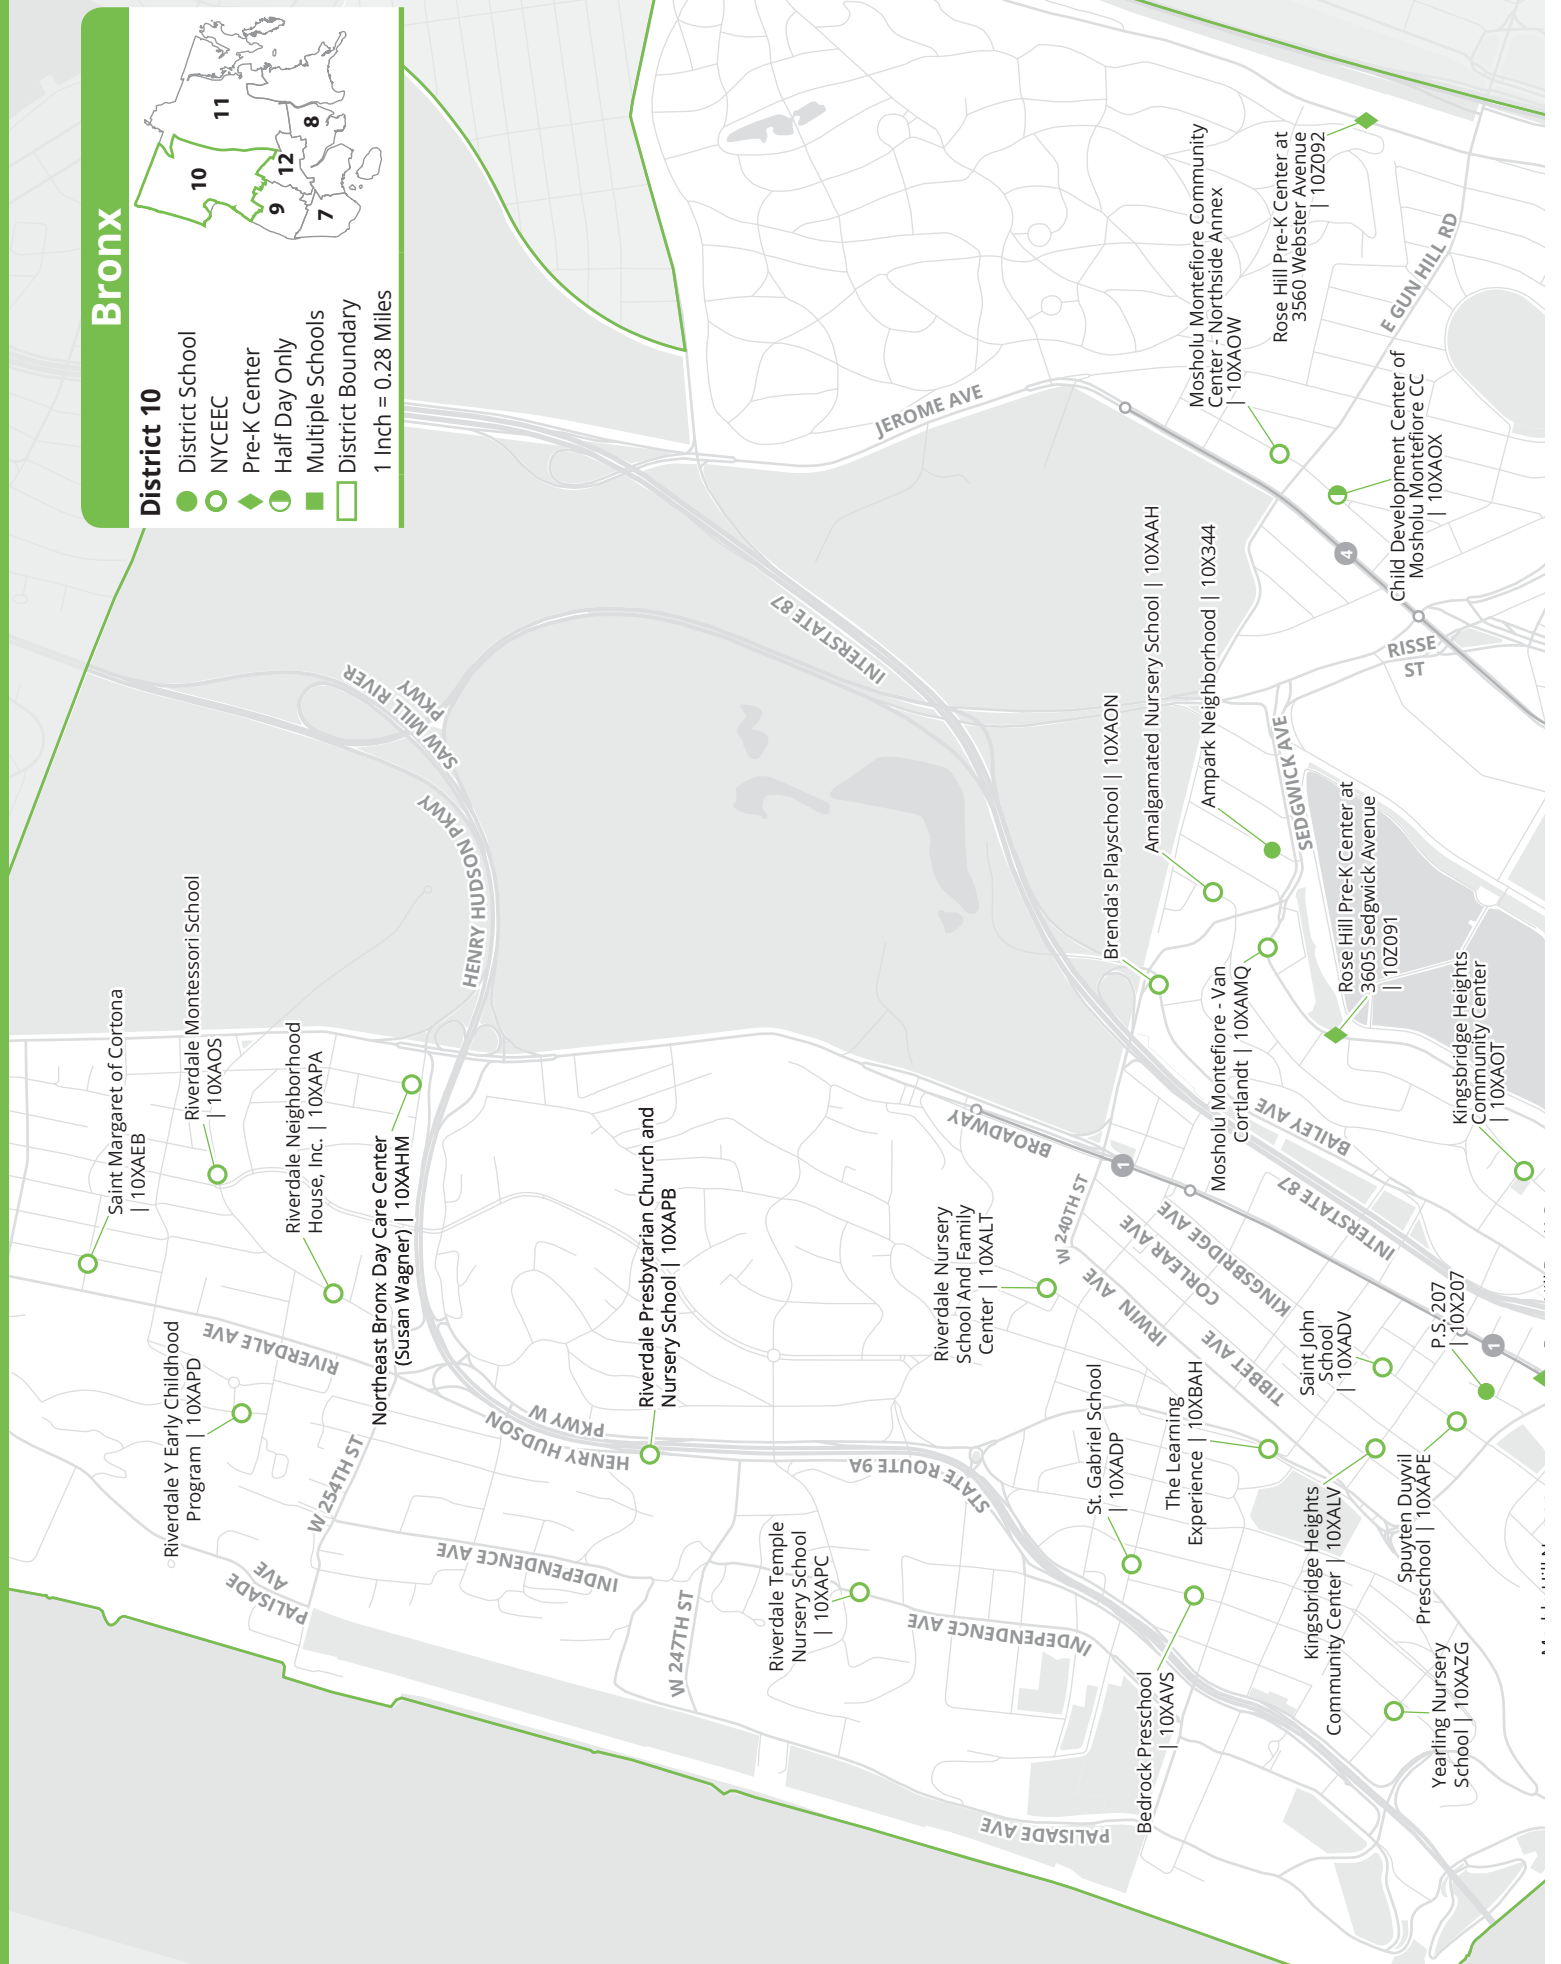 Bronx
District 10
District School
NYCEEC
Pre-K Center
Half Day Only
Multiple Schools
District Boundary
1 Inch = 0.28 Miles
10
11
12
9
8
7
Saint Margaret of Cortona
| 10XAEB
Riverdale Montessori School
| 10XAOS
Riverdale Neighborhood
House, Inc. | 10XAPA
Riverdale Y Early Childhood
Program | 10XAPD
Northeast Bronx Day Care Center
(Susan Wagner) | 10XAHM
Riverdale Presbytarian Church and
Nursery School | 10XAPB
Riverdale Temple
Nursery School
| 10XAPC
Riverdale Nursery
School And Family
Center | 10XALT
St. Gabriel School
| 10XADP
The Learning
Experience | 10XBAH
Bedrock Preschool
| 10XAVS
Saint John
School
| 10XADV
P.S. 207
| 10X207
Kingsbridge Heights
Community Center | 10XALV
Spuyten Duyvil
Preschool | 10XAPE
Yearling Nursery
School | 10XAZG
Brenda's Playschool | 10XAON
Amalgamated Nursery School | 10XAAH
Ampark Neighborhood | 10X344
Mosholu Montefiore - Van
Cortlandt | 10XAMQ
Rose Hill Pre-K Center at
3605 Sedgwick Avenue
| 10Z091
Kingsbridge Heights
Community Center
| 10XAOT
Mosholu Montefiore Community
Center - Northside Annex
| 10XAOW
Rose Hill Pre-K Center at
3560 Webster Avenue
| 10Z092
Child Development Center of
Mosholu Montefiore CC
| 10XAOX
SAW MILL RIVER
PKWY
HENRY HUDSON PKWY
INTERSTATE 87
JEROME AVE
E GUN HILL RD
RISSE
ST
SEDGWICK AVE
BROADWAY
BAILEY AVE
INTERSTATE 87
W 240TH ST
KINGSBRIDGE AVE
CORLEAR AVE
IRWIN AVE
TIBBET AVE
RIVERDALE AVE
W 254TH ST
HENRY HUDSON
PKWY W
STATE ROUTE 9A
INDEPENDENCE AVE
PALISADE
AVE
W 247TH ST
INDEPENDENCE AVE
PALISADE AVE
1
1
4